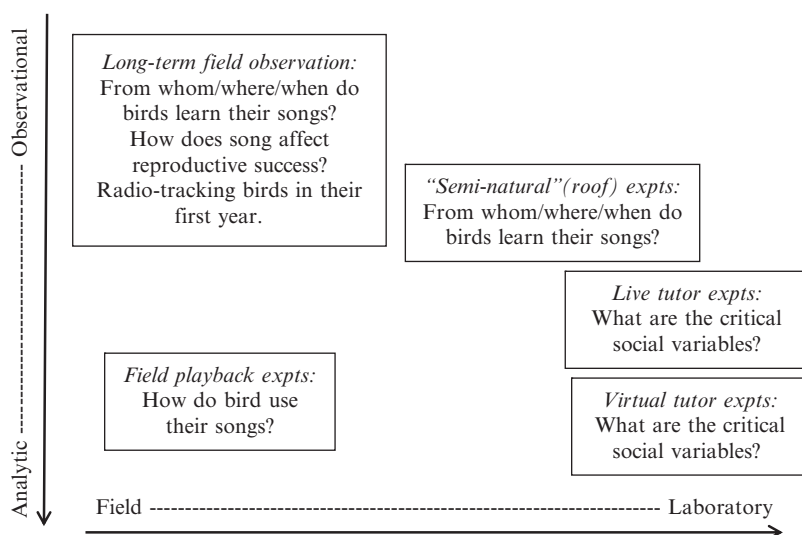 Analytic ---------------------- Observational
Long-term field observation:
From whom/where/when do
birds learn their songs?
How does song affect
reproductive success?
Radio-tracking birds in their
first year.
“Semi-natural”(roof) expts:
From whom/where/when do
birds learn their songs?
Live tutor expts:
What are the critical
social variables?
Field playback expts:
How do bird use
their songs?
Virtual tutor expts:
What are the critical
social variables?
Field ------------------------------------------------------------ Laboratory